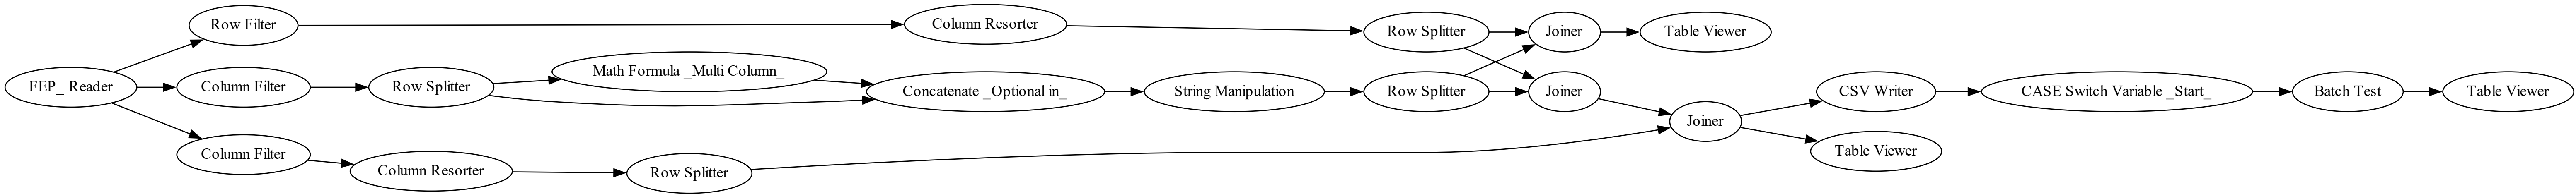 FEP_ Reader
Row Filter
Column Filter
Column Filter
Row Splitter
Column Resorter
Math Formula _Multi Column_
Row Splitter
Column Resorter
Concatenate _Optional in_
String Manipulation
Row Splitter
Row Splitter
Joiner
Joiner
Table Viewer
Joiner
CSV Writer
Table Viewer
CASE Switch Variable _Start_
Batch Test
Table Viewer